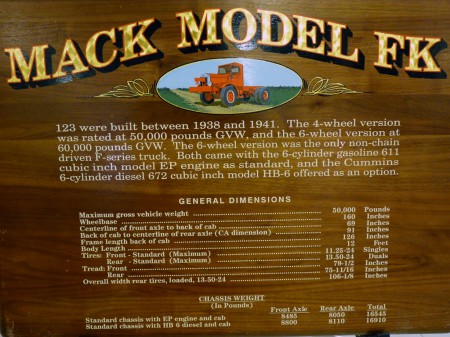 MACK MODEL FK
123 were built between 1938 and 1941. The 4-wheel version
was rated at 50,000 pounds GVW, and the 6-wheel version at
60,000 pounds GVW. The 6-wheel version was the only non-chain
driven F-series truck. Both came with the 6-cylinder gasoline 611
cubic inch model EP engine as standard, and the Cummins
6-cylinder diesel 672 cubic inch model HB-6 offered as an option.
GENERAL DIMENSIONS
Maximum gross vehicle weight 50,000 Pounds
Wheelbase 160 Inches
Centerline of front axle to back of cab 69 Inches
Back of cab to centerline of rear axle (CA dimension) 91 Inches
Frame length back of cab 126 Inches
Body Length 12 Feet
Tires: Front - Standard (Maximum) 11.25-24 Singles
Rear - Standard (Maximum) 13.50-24 Duals
Tread: Front 79-1/2 Inches
Rear 75-11/16 Inches
Overall width rear tires, loaded, 13.50-24 106-1/8 Inches
CHASSIS WEIGHT
(In Pounds)
Front Axle Rear Axle Total
Standard chassis with EP engine and cab 8485 8050 16545
Standard chassis with HB 6 diesel and cab 8800 8110 16910